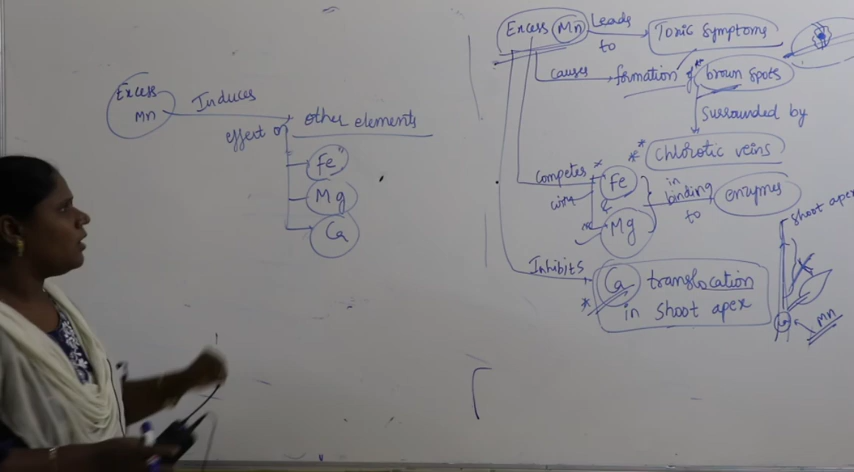 Excess
Mn
Induces
effect on other elements
Fe
Mg
Ca
Excess Mn Leads to Toxic Symptoms
causes formation of brown spots
Surrounded by
Chlorotic veins
Competes with
Fe
&
Mg
in binding to enzymes
Inhibits Ca translocation
in shoot apex
shoot apex
Mn